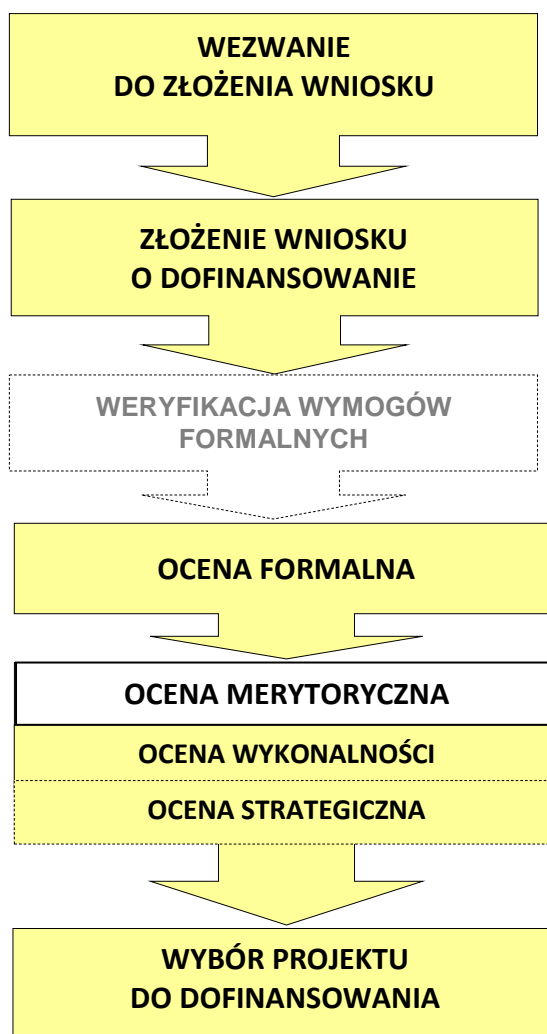 WEZWANIE
DO ZŁOŻENIA WNIOSKU
ZŁOŻENIE WNIOSKU
O DOFINANSOWANIE
WERYFIKACJA WYMOGÓW
FORMALNYCH
OCENA FORMALNA
OCENA MERYTORYCZNA
OCENA WYKONALNOŚCI
OCENA STRATEGICZNA
WYBÓR PROJEKTU
DO DOFINANSOWANIA